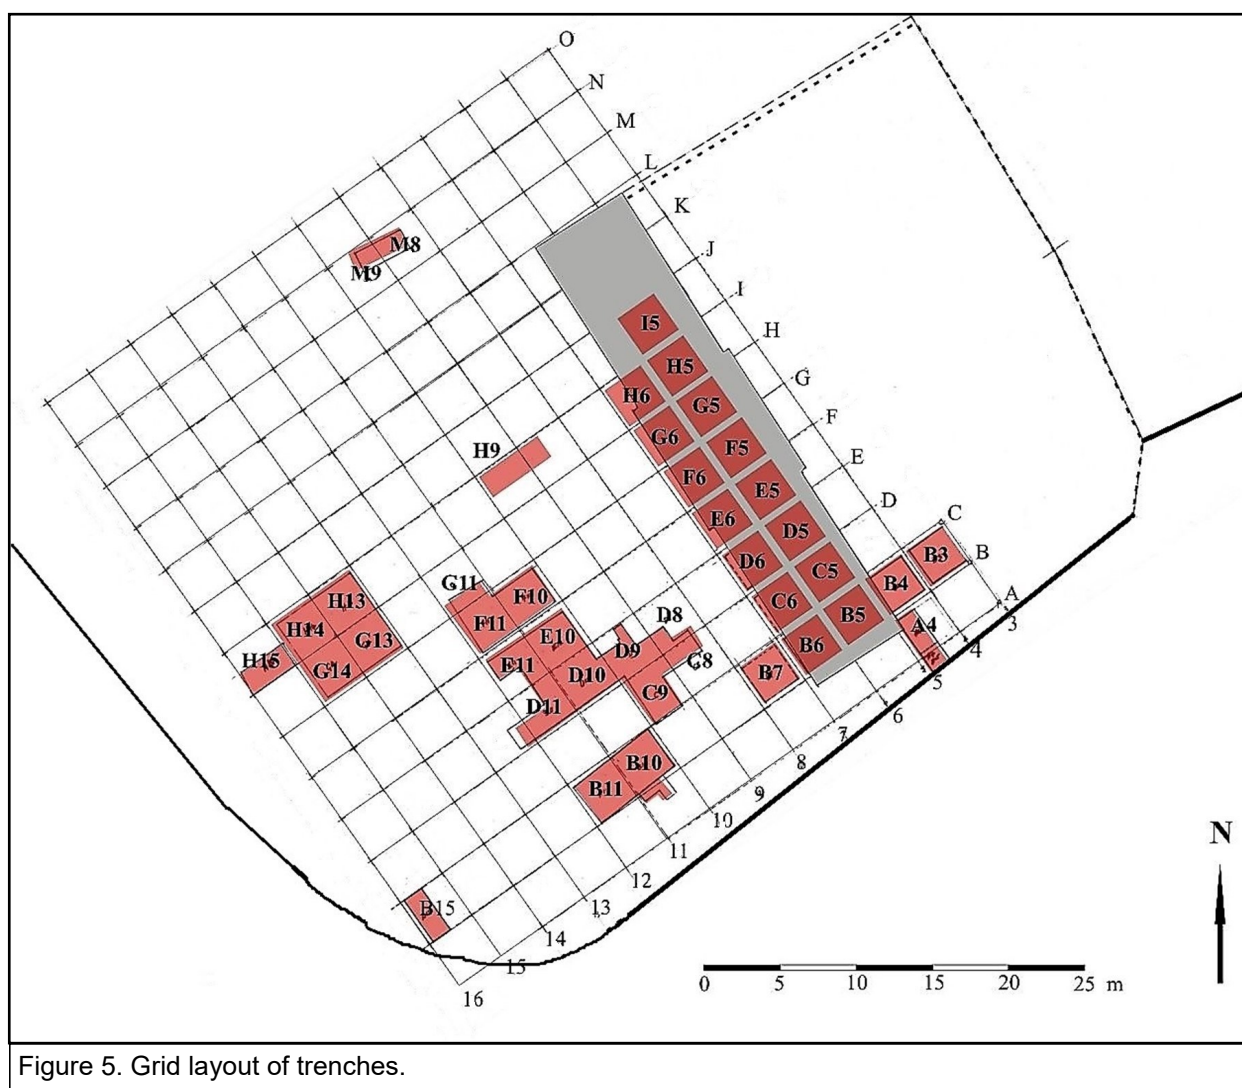 O
N
M
L
K
J
I
H
G
F
E
D
C
B
A
3
4
5
6
7
8
9
10
11
12
13
14
15
16
M8
M9
I5
H5
H6
G5
H9
G6
F5
F6
E5
E6
D5
D6
C5
C6
B5
B6
B3
B4
A4
B7
G11
F10
F11
E10
E11
D8
D9
C8
D10
C9
D11
B10
B11
H13
H14
G13
H15
G14
B15
N
0 5 10 15 20 25 m
Figure 5. Grid layout of trenches.